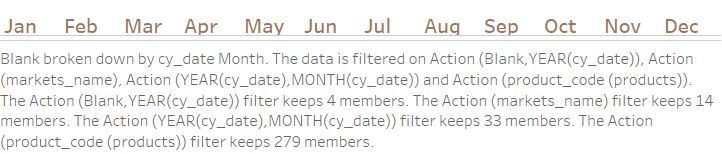 Jan Feb Mar Apr May Jun Jul Aug Sep Oct Nov Dec
Blank broken down by cy_date Month. The data is filtered on Action (Blank,YEAR(cy_date)), Action
(markets_name), Action (YEAR(cy_date),MONTH(cy_date)) and Action (product_code (products)).
The Action (Blank,YEAR(cy_date)) filter keeps 4 members. The Action (markets_name) filter keeps 14
members. The Action (YEAR(cy_date),MONTH(cy_date)) filter keeps 33 members. The Action
(product_code (products)) filter keeps 279 members.